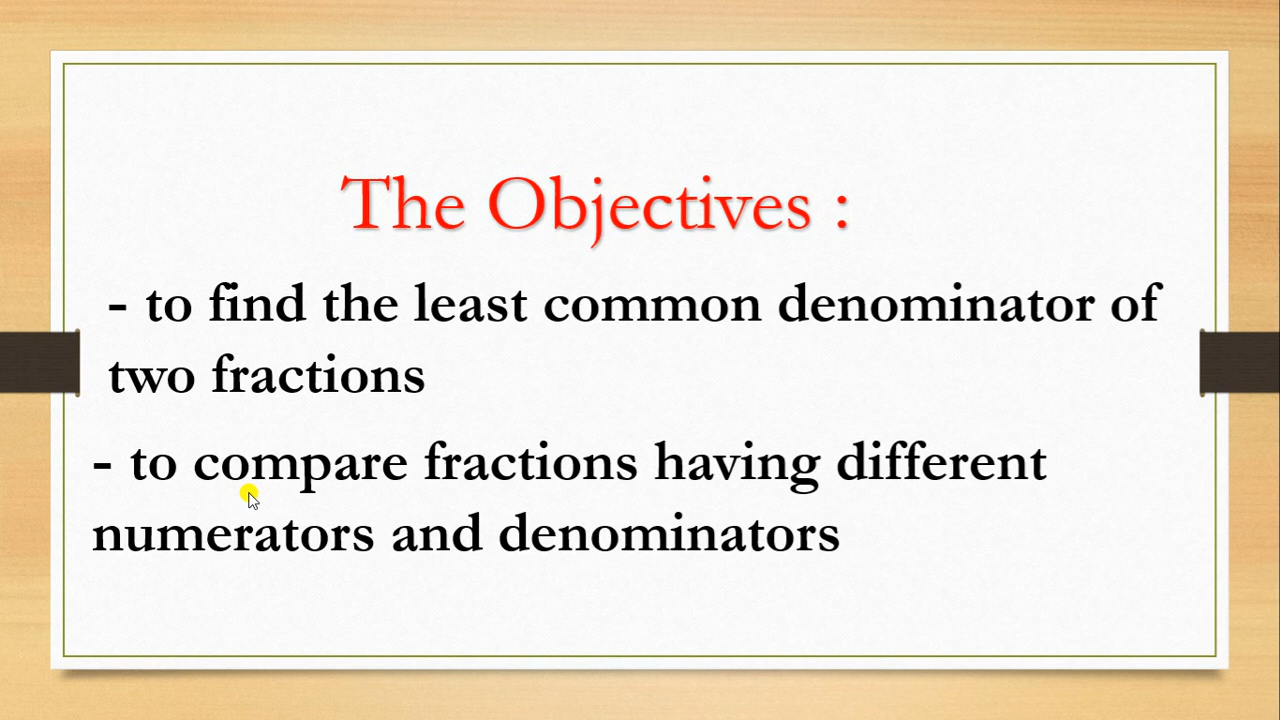 The Objectives :
- to find the least common denominator of
two fractions
- to compare fractions having different
numerators and denominators